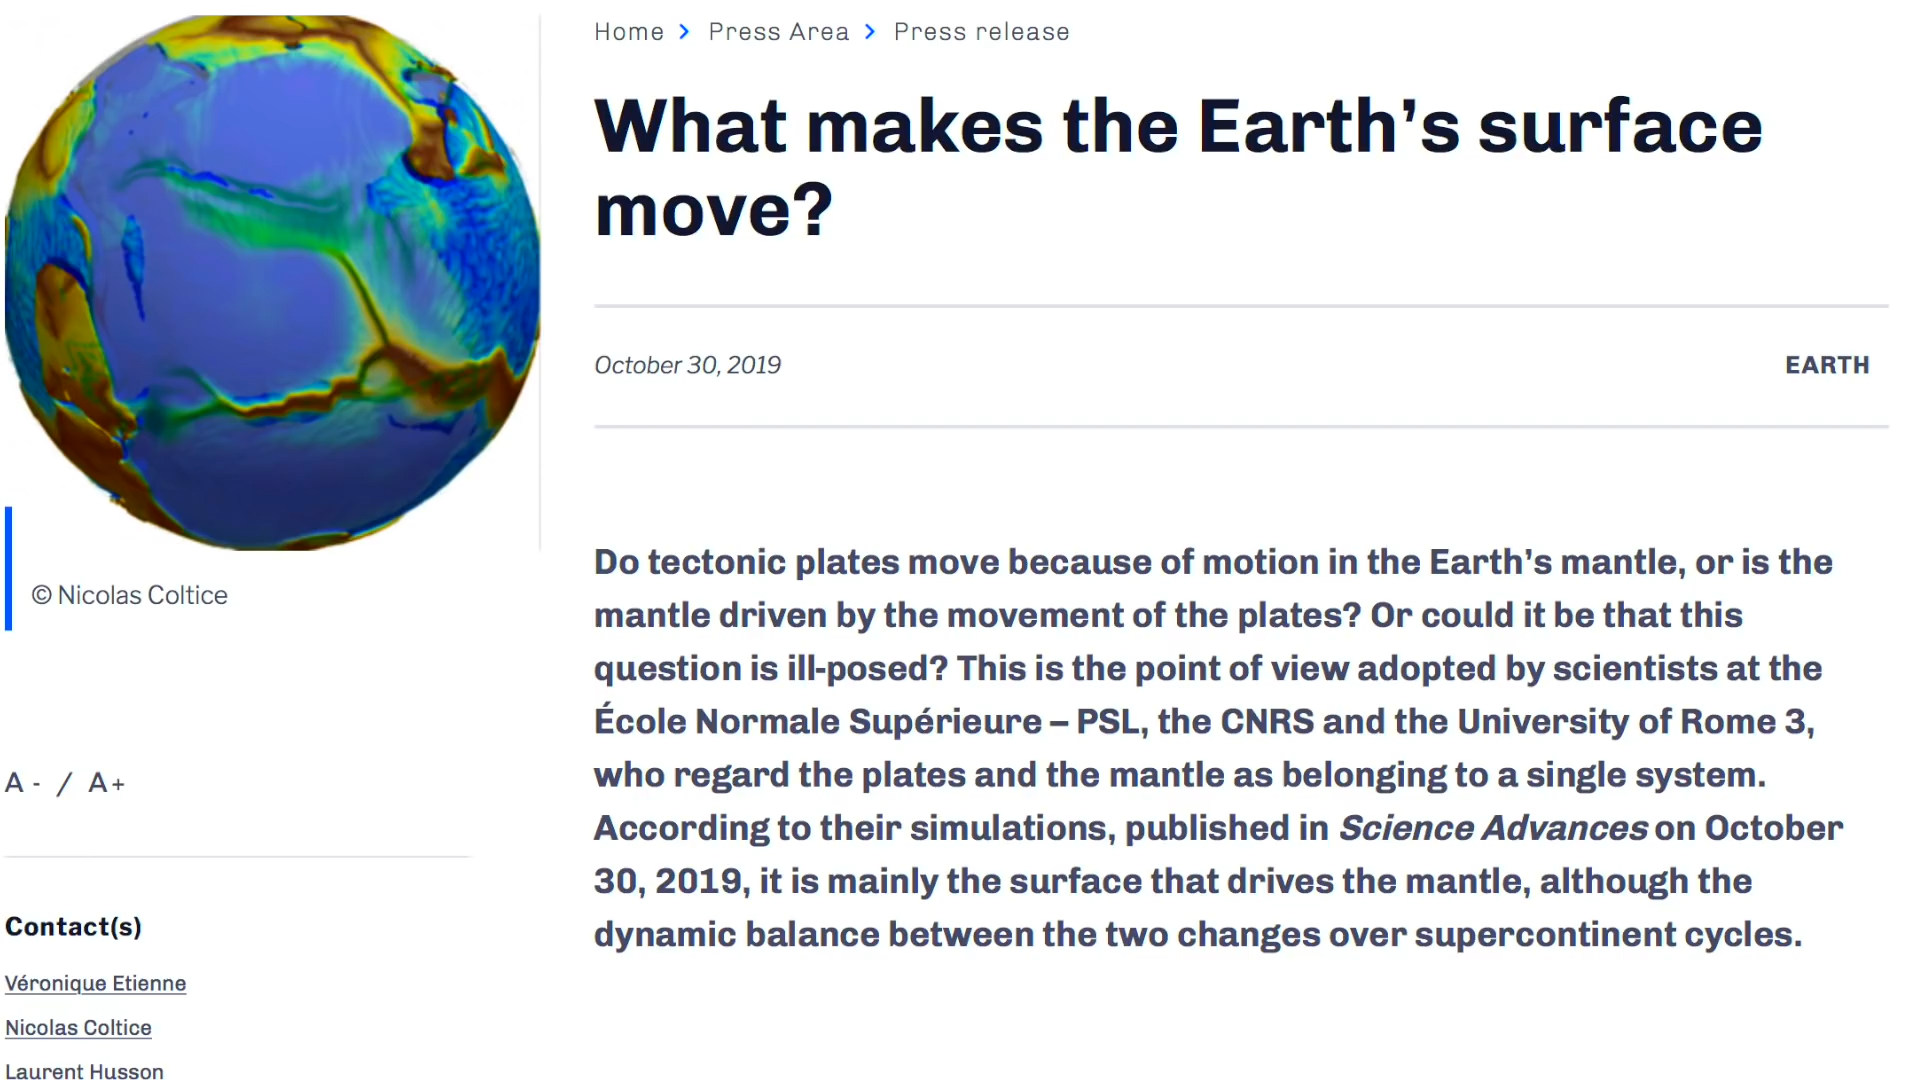 Home > Press Area > Press release
What makes the Earth’s surface
move?
October 30, 2019
EARTH
Do tectonic plates move because of motion in the Earth’s mantle, or is the
mantle driven by the movement of the plates? Or could it be that this
question is ill-posed? This is the point of view adopted by scientists at the
École Normale Supérieure – PSL, the CNRS and the University of Rome 3,
who regard the plates and the mantle as belonging to a single system.
According to their simulations, published in Science Advances on October
30, 2019, it is mainly the surface that drives the mantle, although the
dynamic balance between the two changes over supercontinent cycles.
© Nicolas Coltice
A - / A+
Contact(s)
Véronique Etienne
Nicolas Coltice
Laurent Husson